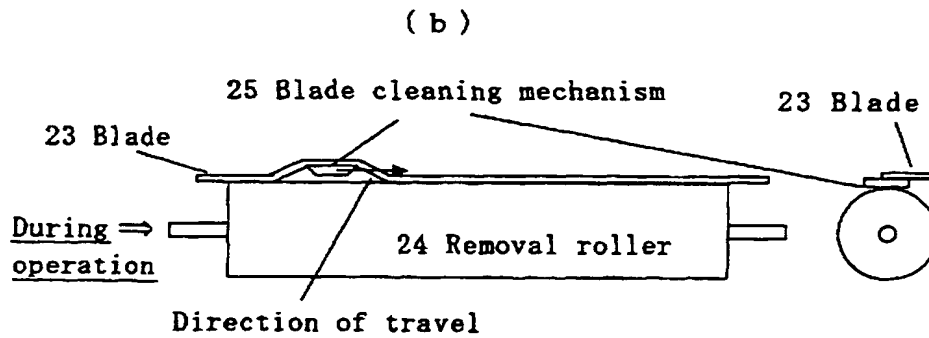 ( b )
25 Blade cleaning mechanism
23 Blade
23 Blade
During ⇒
operation
24 Removal roller
Direction of travel